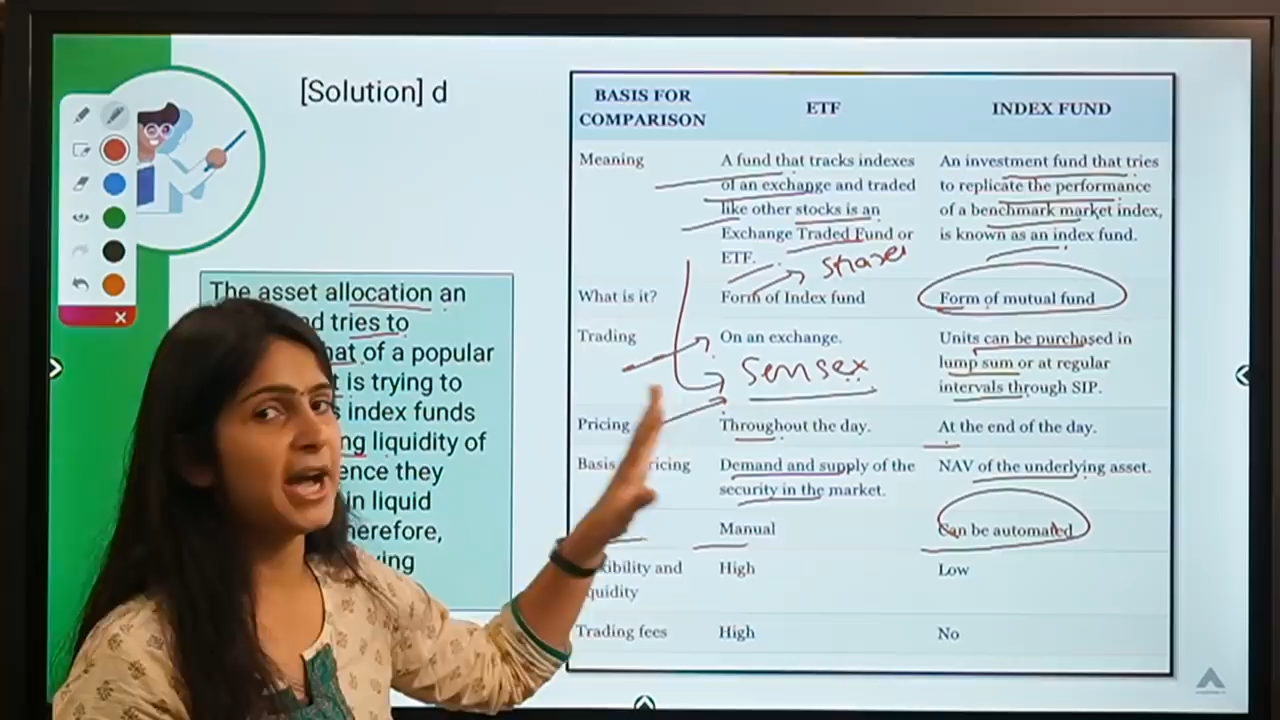 [Solution] d
The asset allocation an
d tries to
hat of a popular
t is trying to
index funds
ng liquidity of
ence they
in liquid
herefore,
ing
BASIS FOR COMPARISON ETF INDEX FUND
Meaning
A fund that tracks indexes
of an exchange and traded
like other stocks is an
Exchange Traded Fund or
ETF.
An investment fund that tries
to replicate the performance
of a benchmark market index,
is known as an index fund.
shares
What is it? Form of Index fund Form of mutual fund
Trading On an exchange.
Units can be purchased in
lump sum or at regular
intervals through SIP.
Sensex
Pricing Throughout the day. At the end of the day.
Basis ricing
Demand and supply of the
security in the market.
NAV of the underlying asset.
Manual Can be automated
xibility and
quidity
High Low
Trading fees High No